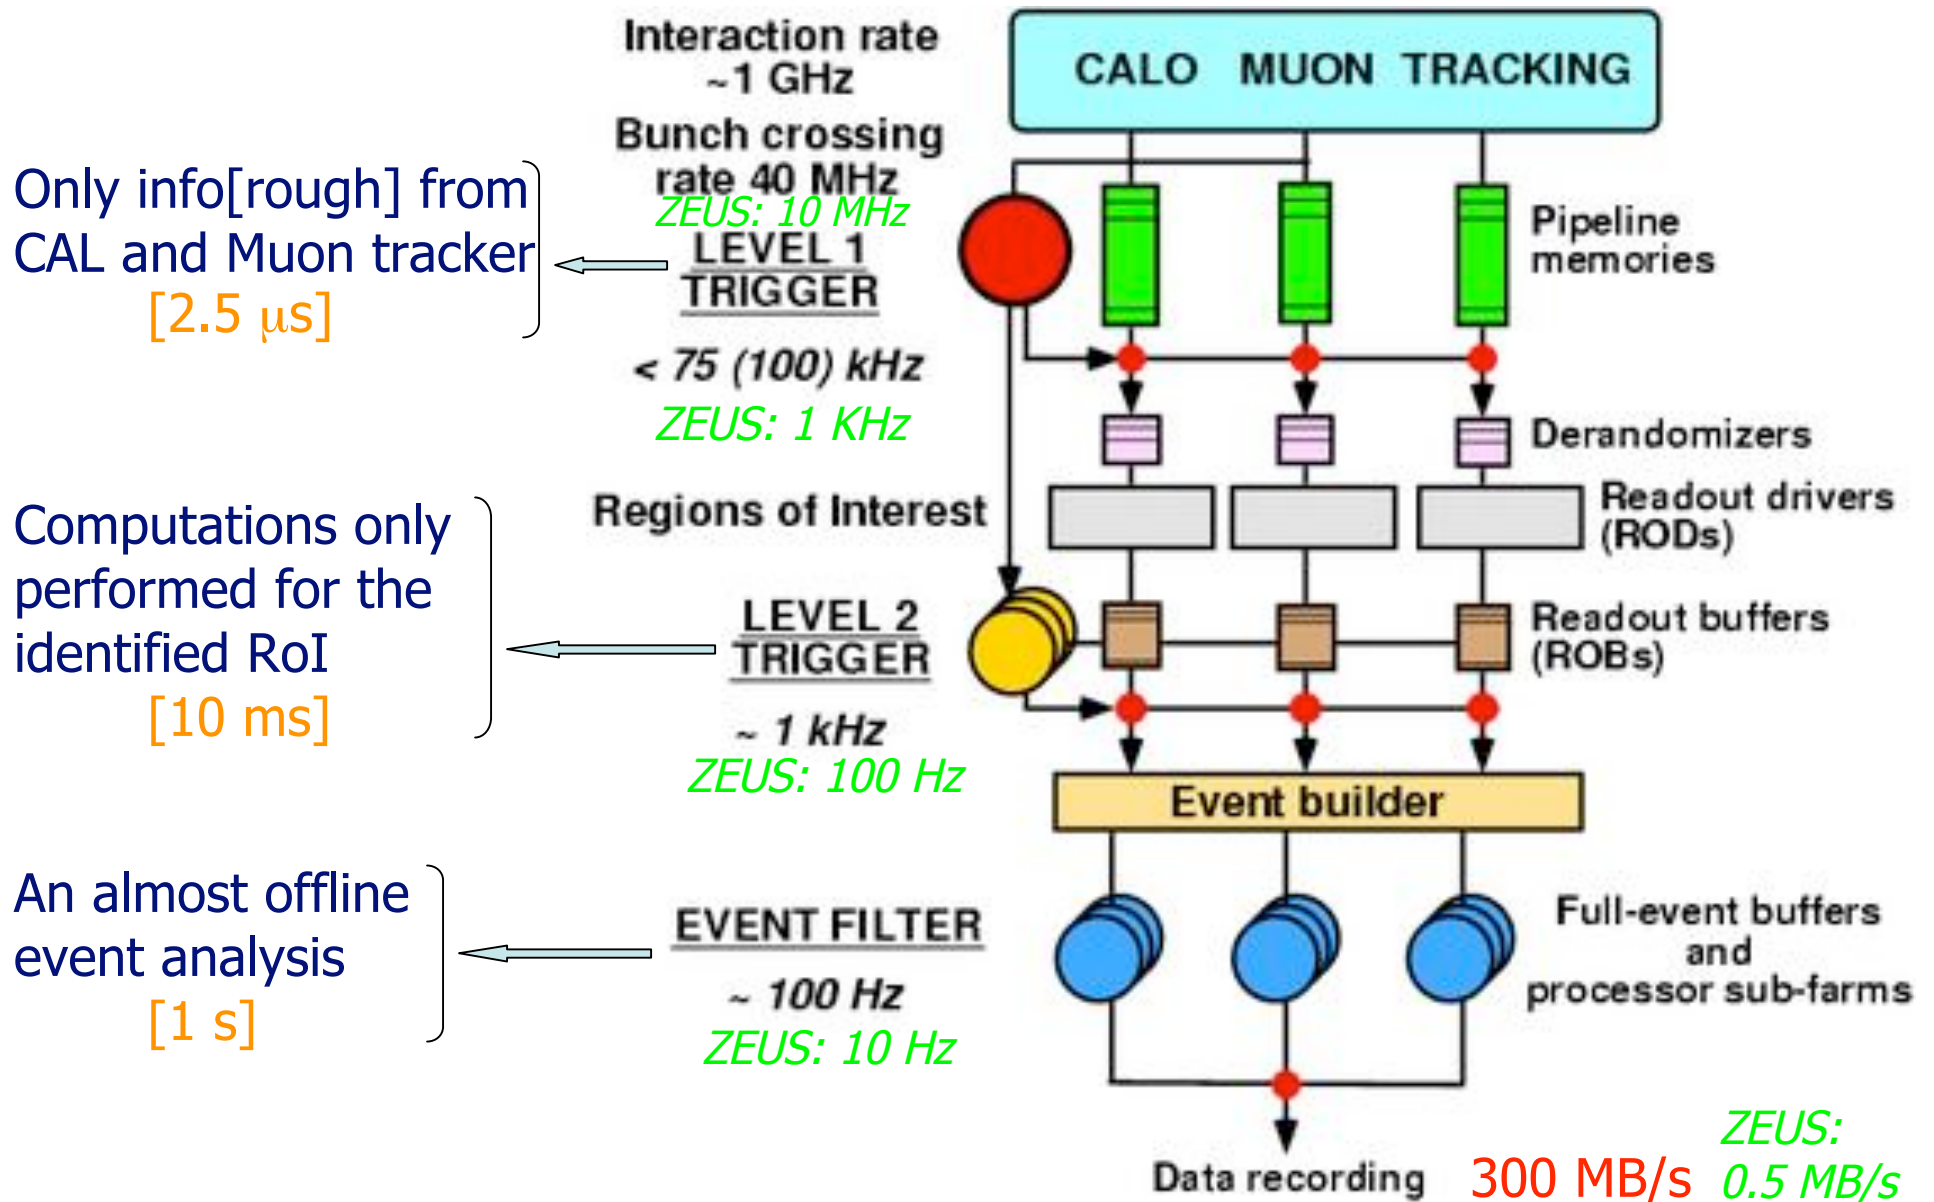 Interaction rate
~1 GHz
Bunch crossing
rate 40 MHz
ZEUS: 10 MHz
LEVEL 1
TRIGGER
< 75 (100) kHz
ZEUS: 1 KHz
Only info[rough] from
CAL and Muon tracker
[2.5 μs]
CALO MUON TRACKING
Pipeline
memories
Derandomizers
Regions of Interest
Readout drivers
(RODs)
Computations only
performed for the
identified RoI
[10 ms]
LEVEL 2
TRIGGER
~ 1 kHz
ZEUS: 100 Hz
Readout buffers
(ROBs)
Event builder
An almost offline
event analysis
[1 s]
EVENT FILTER
~ 100 Hz
ZEUS: 10 Hz
Full-event buffers
and
processor sub-farms
Data recording
300 MB/s
ZEUS:
0.5 MB/s